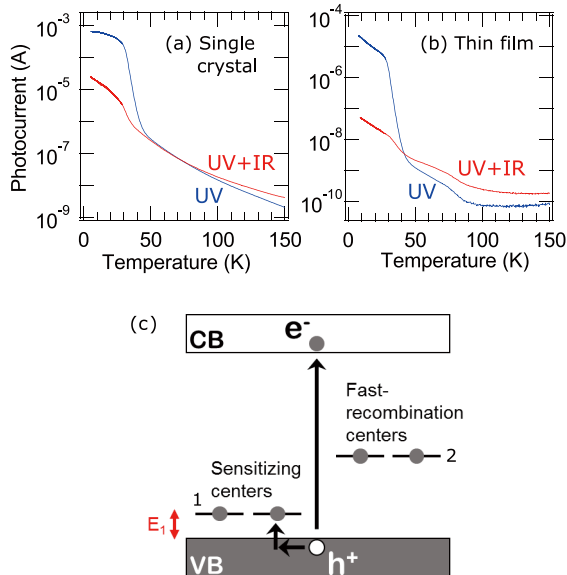 (a) Single
crystal
UV+IR
UV
Photocurrent (A)
10⁻³
10⁻⁵
10⁻⁷
10⁻⁹
0
50
100
150
Temperature (K)
(b) Thin film
UV+IR
UV
10⁻⁴
10⁻⁶
10⁻⁸
10⁻¹⁰
0
50
100
150
Temperature (K)
(c)
CB
e⁻
Fast-
recombination
centers
2
Sensitizing
centers
1
E₁
VB
h⁺